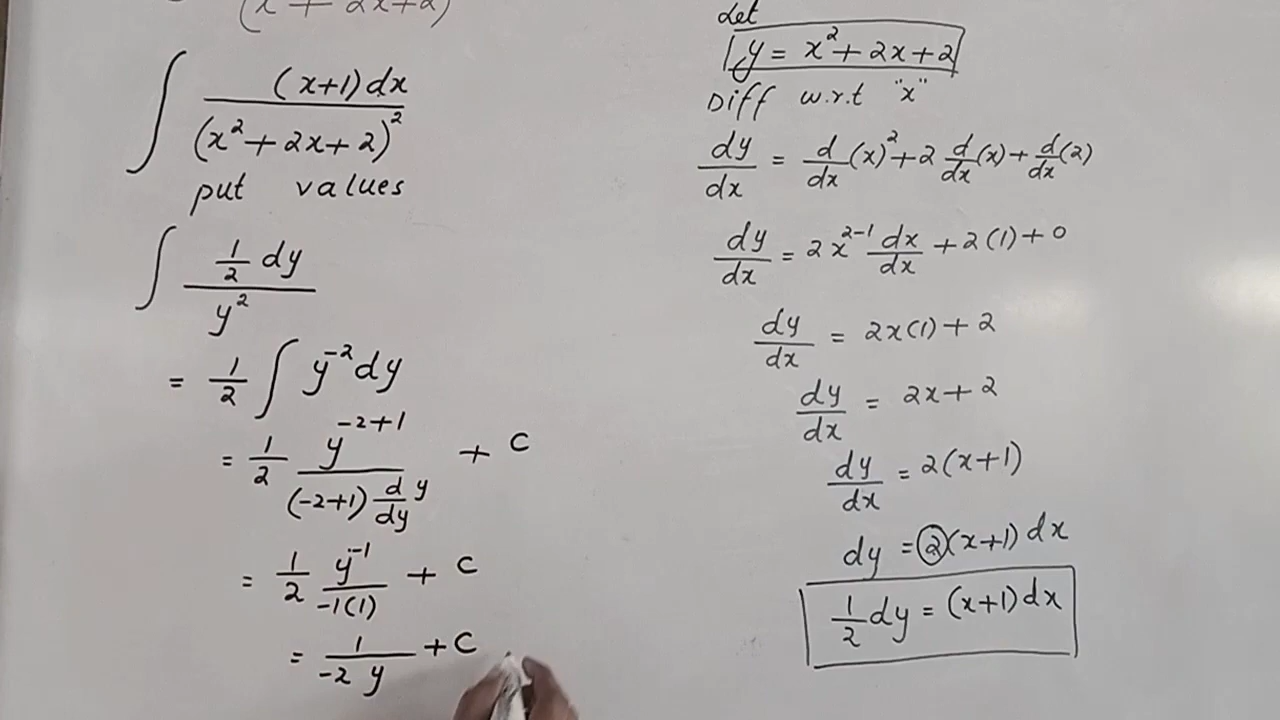 (x + 2x+2)
∫ (x+1)dx / (x²+2x+2)²
put values
∫ ½ dy / y²
= ½ ∫ y⁻² dy
= ½ y⁻²⁺¹ / (-2+1) d/dy y + c
= ½ y⁻¹ / -1(1) + c
= 1 / -2 y + c
Let
y = x² + 2x + 2
Diff w.r.t "x"
dy/dx = d/dx (x)² + 2 d/dx (x) + d/dx (2)
dy/dx = 2x²⁻¹ dx/dx + 2(1) + 0
dy/dx = 2x(1) + 2
dy/dx = 2x + 2
dy/dx = 2(x+1)
dy = 2(x+1) dx
½ dy = (x+1) dx